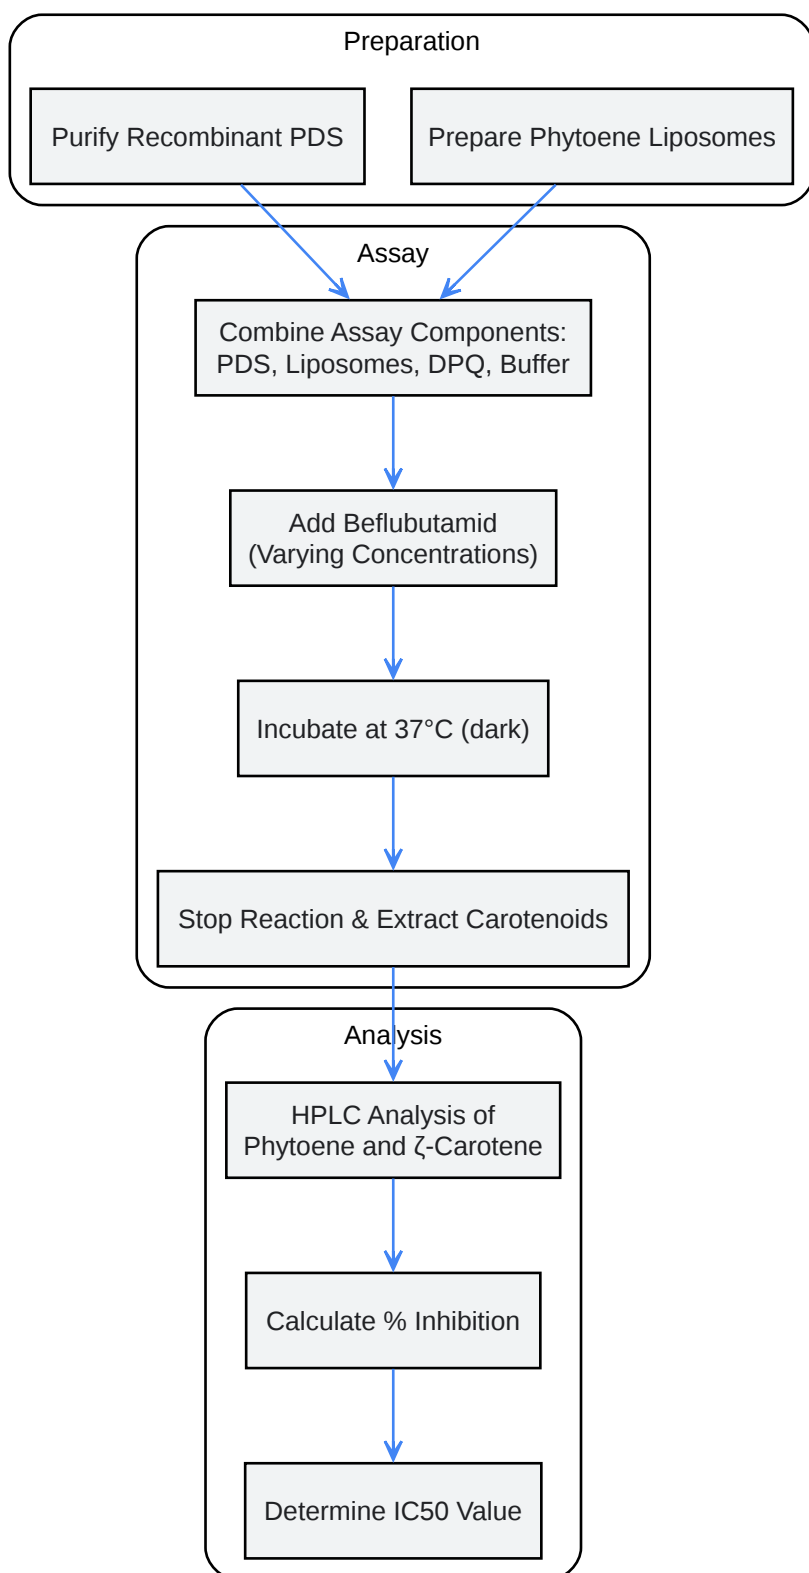 Preparation
Purify Recombinant PDS
Prepare Phytoene Liposomes
Assay
Combine Assay Components:
PDS, Liposomes, DPQ, Buffer
Add Beflubutamid
(Varying Concentrations)
Incubate at 37°C (dark)
Stop Reaction & Extract Carotenoids
Analysis
HPLC Analysis of
Phytoene and ζ-Carotene
Calculate % Inhibition
Determine IC50 Value